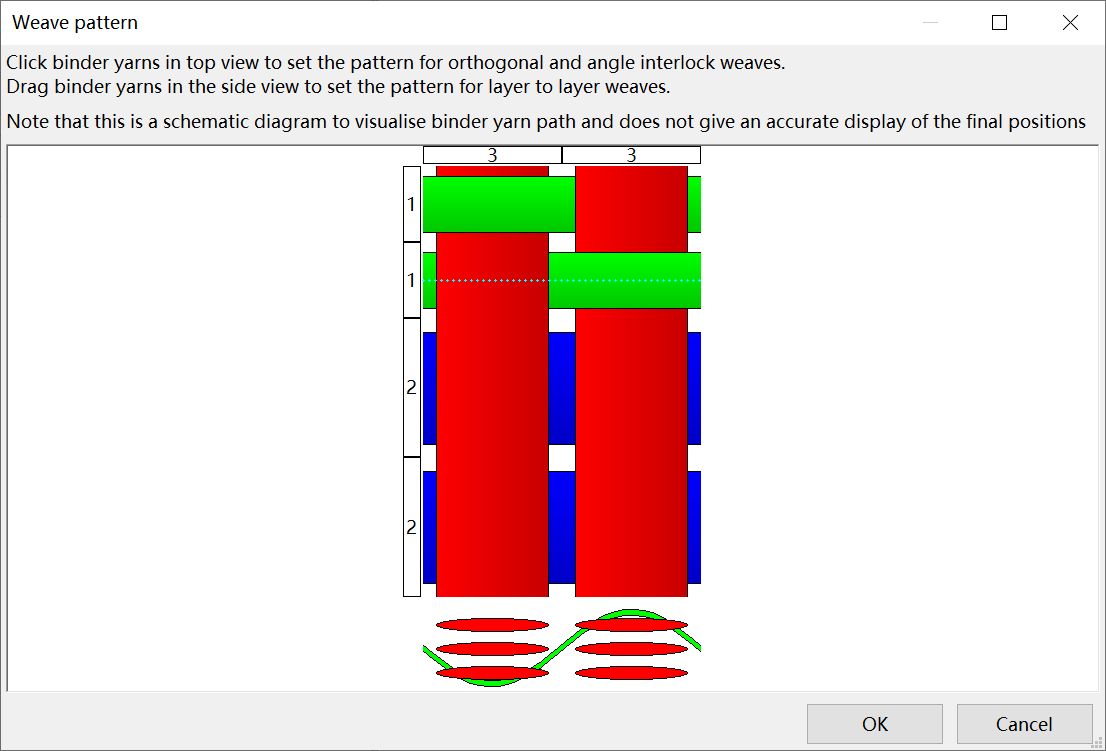 Weave pattern
Click binder yarns in top view to set the pattern for orthogonal and angle interlock weaves.
Drag binder yarns in the side view to set the pattern for layer to layer weaves.
Note that this is a schematic diagram to visualise binder yarn path and does not give an accurate display of the final positions
3 3
1
1
2
2
OK Cancel